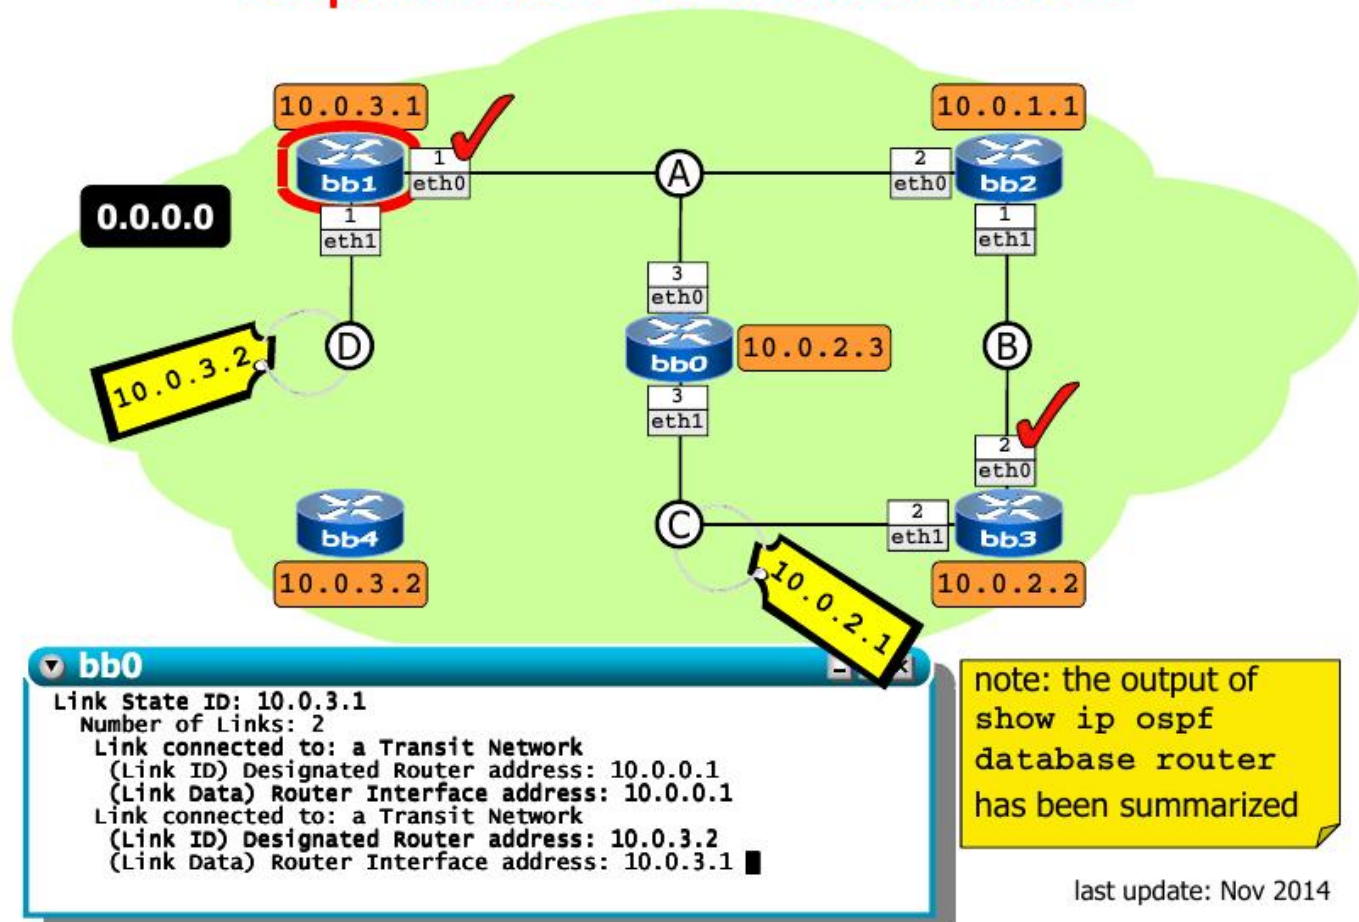 10.0.3.1
10.0.1.1
1
eth0
A
2
eth0
bb1
bb2
0.0.0.0
1
eth1
1
eth1
3
eth0
D
bb0
10.0.2.3
B
10.0.3.2
3
eth1
2
eth0
bb4
C
2
eth1
bb3
10.0.3.2
10.0.2.1
10.0.2.2
bb0
Link State ID: 10.0.3.1
Number of Links: 2
Link connected to: a Transit Network
(Link ID) Designated Router address: 10.0.0.1
(Link Data) Router Interface address: 10.0.0.1
Link connected to: a Transit Network
(Link ID) Designated Router address: 10.0.3.2
(Link Data) Router Interface address: 10.0.3.1
note: the output of
show ip ospf
database router
has been summarized
last update: Nov 2014